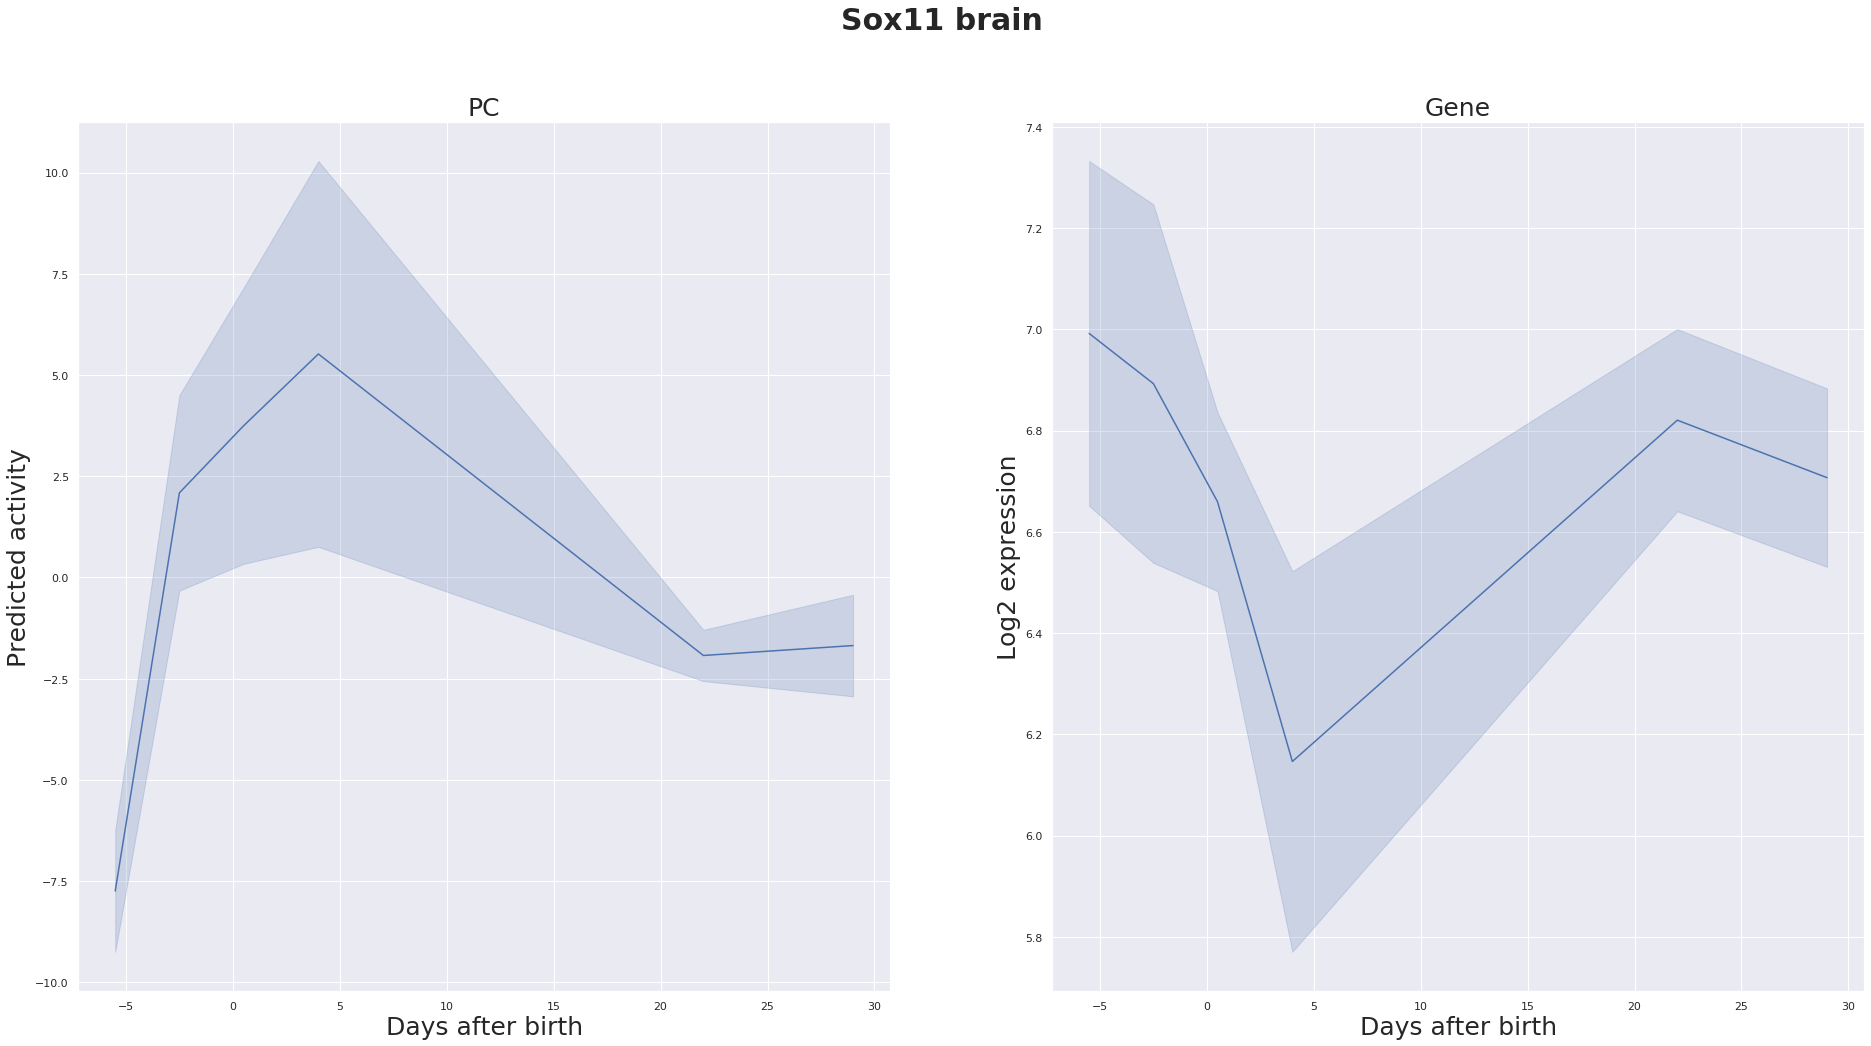 Sox11 brain
PC
Predicted activity
10.0
7.5
5.0
2.5
0.0
−2.5
−5.0
−7.5
−10.0
−5 0 5 10 15 20 25 30
Days after birth
Gene
Log2 expression
7.4
7.2
7.0
6.8
6.6
6.4
6.2
6.0
5.8
−5 0 5 10 15 20 25 30
Days after birth